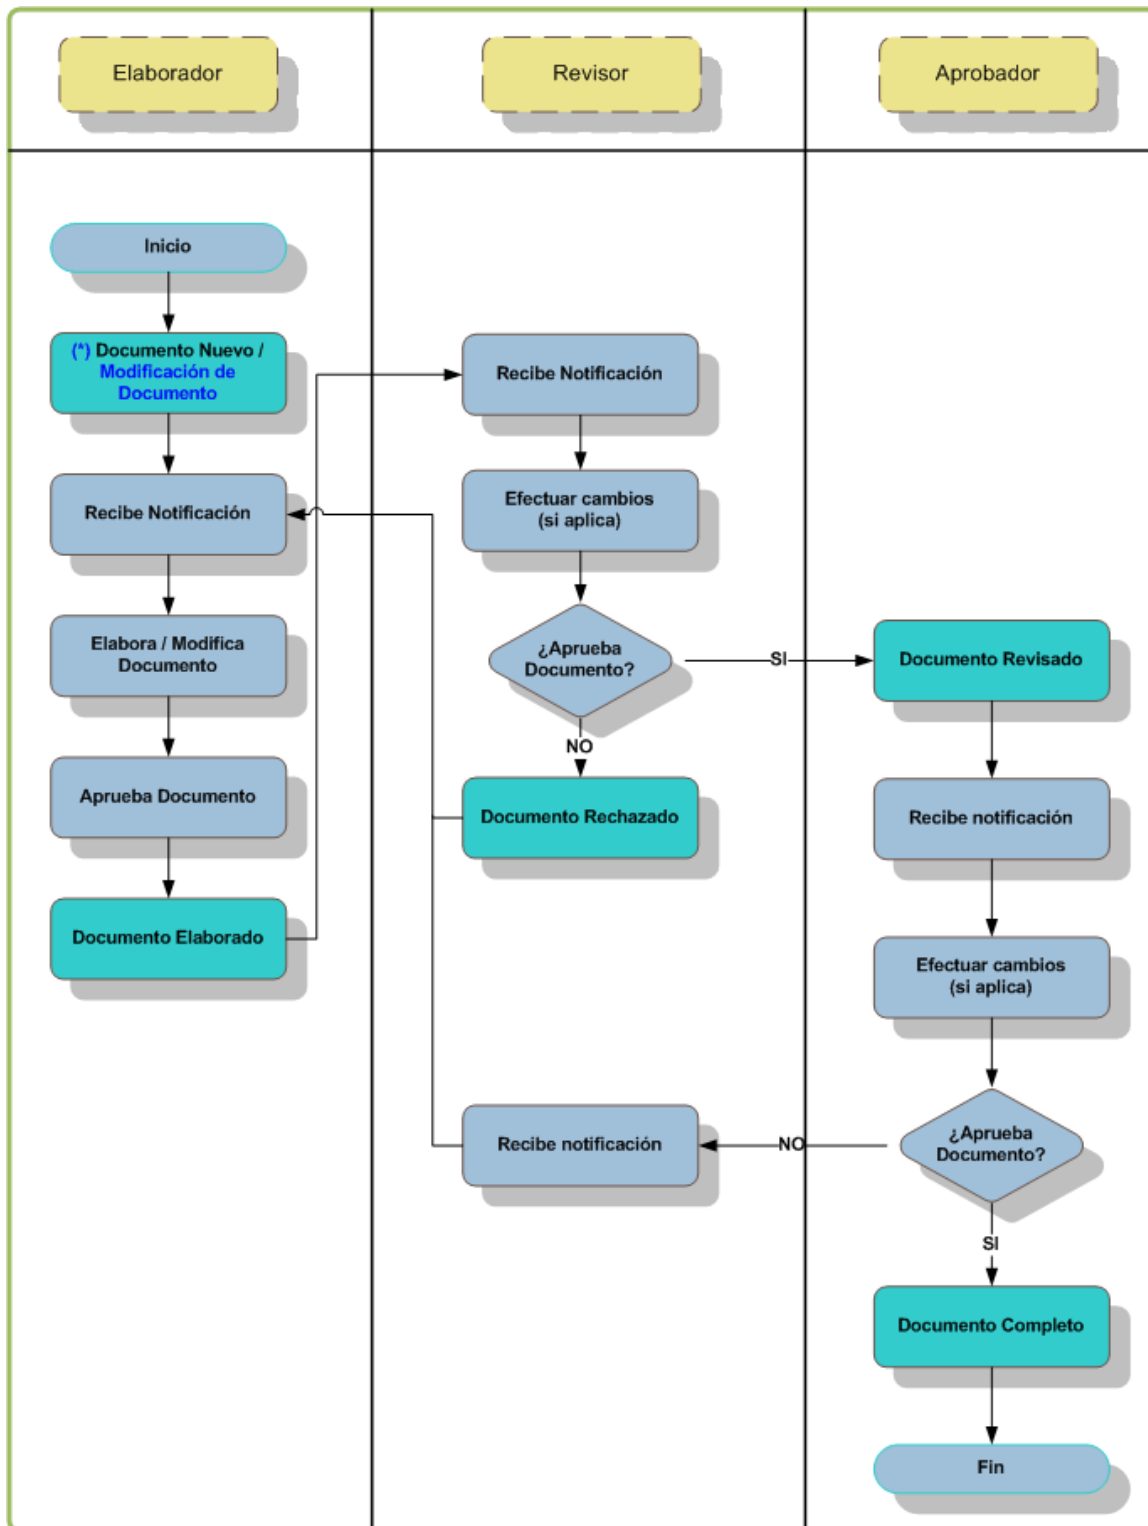 Elaborador
Revisor
Aprobador
Inicio
(*) Documento Nuevo /
Modificación de
Documento
Recibe Notificación
Elabora / Modifica
Documento
Aprueba Documento
Documento Elaborado
Recibe Notificación
Efectuar cambios
(si aplica)
¿Aprueba
Documento?
SI
NO
Documento Rechazado
Recibe notificación
Documento Revisado
Recibe notificación
Efectuar cambios
(si aplica)
¿Aprueba
Documento?
NO
SI
Documento Completo
Fin